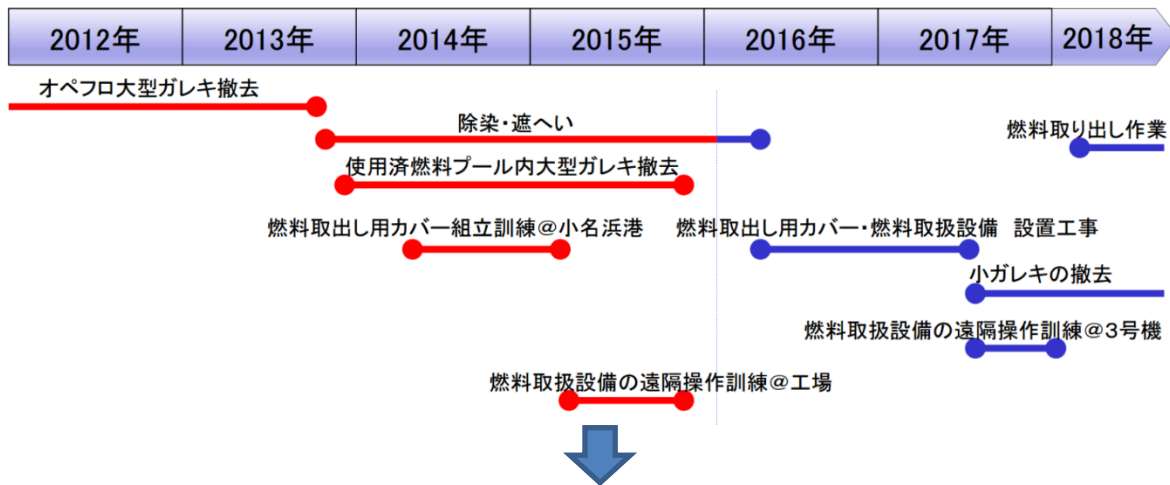 2012年 2013年 2014年 2015年 2016年 2017年 2018年
オペフロ大型ガレキ撤去
除染・遮へい
燃料取り出し作業
使用済燃料プール内大型ガレキ撤去
燃料取出し用カバー組立訓練＠小名浜港
燃料取出し用カバー・燃料取扱設備　設置工事
小ガレキの撤去
燃料取扱設備の遠隔操作訓練＠3号機
燃料取扱設備の遠隔操作訓練＠工場